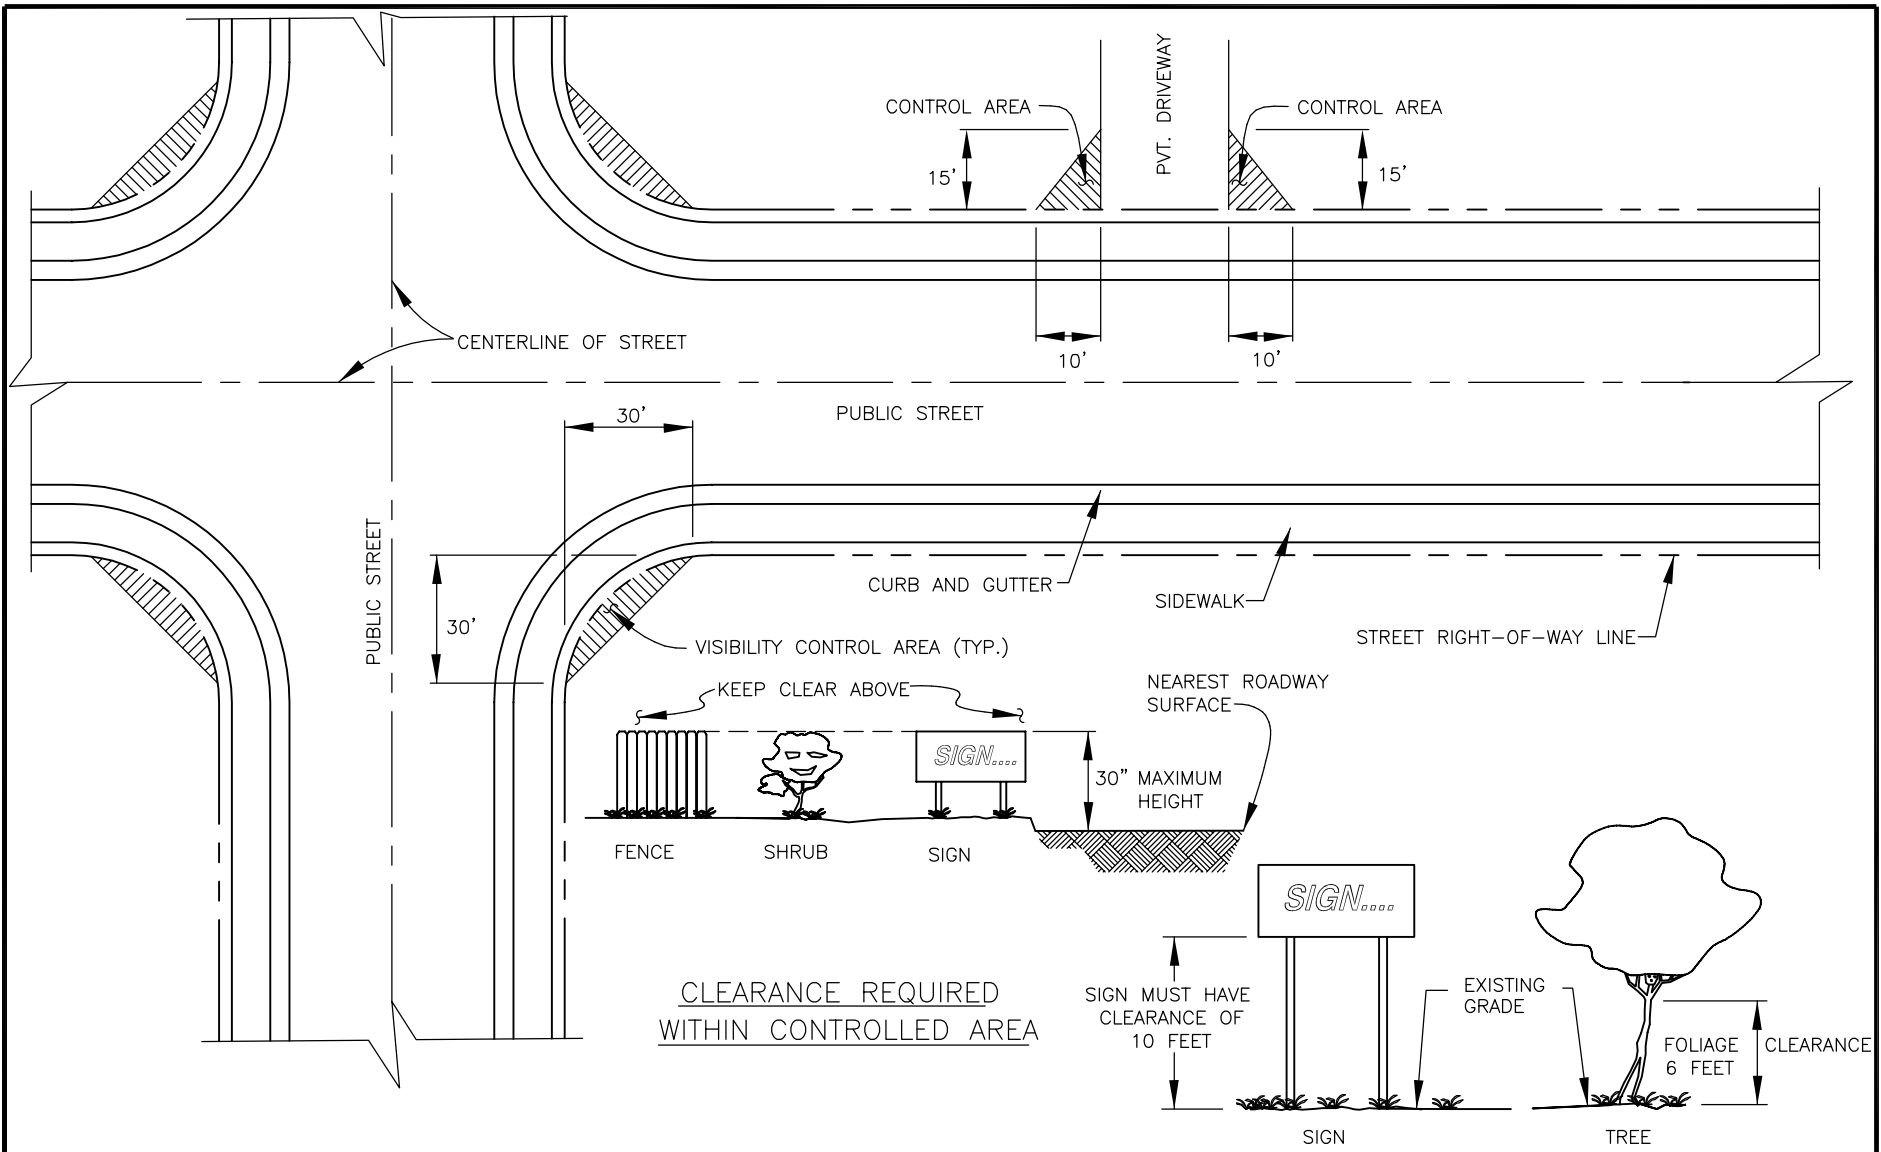 CONTROL AREA
CONTROL AREA
PVT. DRIVEWAY
15'
15'
CENTERLINE OF STREET
10'
10'
30'
PUBLIC STREET
PUBLIC STREET
30'
CURB AND GUTTER
SIDEWALK
STREET RIGHT-OF-WAY LINE
VISIBILITY CONTROL AREA (TYP.)
KEEP CLEAR ABOVE
NEAREST ROADWAY
SURFACE
SIGN....
30" MAXIMUM
HEIGHT
FENCE
SHRUB
SIGN
SIGN....
CLEARANCE REQUIRED
WITHIN CONTROLLED AREA
SIGN MUST HAVE
CLEARANCE OF
10 FEET
EXISTING
GRADE
FOLIAGE
6 FEET
CLEARANCE
SIGN
TREE